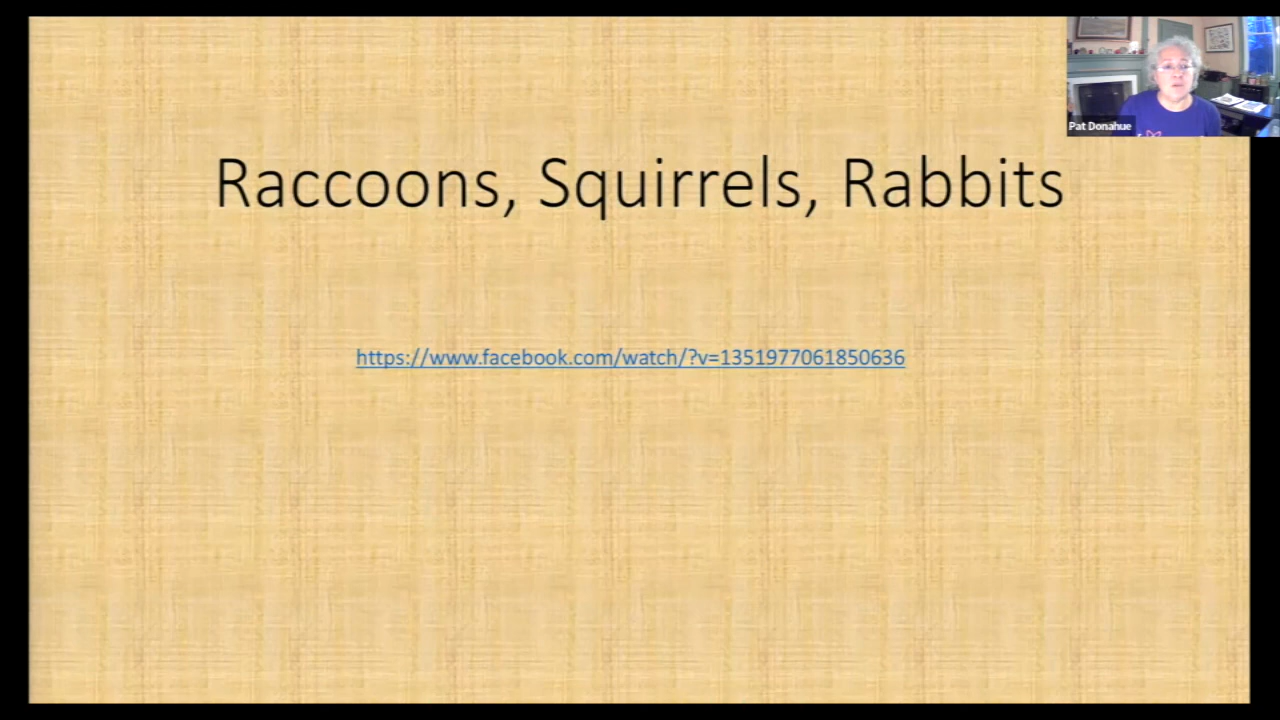 Raccoons, Squirrels, Rabbits
https://www.facebook.com/watch/?v=1351977061850636
Pat Donahue